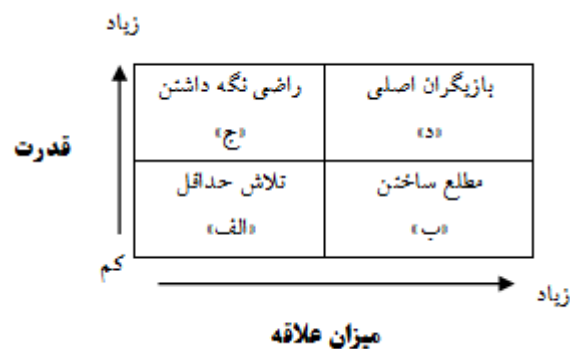 زیاد
بازیگران اصلی
«د»
راضی نگه داشتن
«ج»
قدرت
مطلع ساختن
«ب»
تلاش حداقل
«الف»
کم
زیاد
میزان علاقه